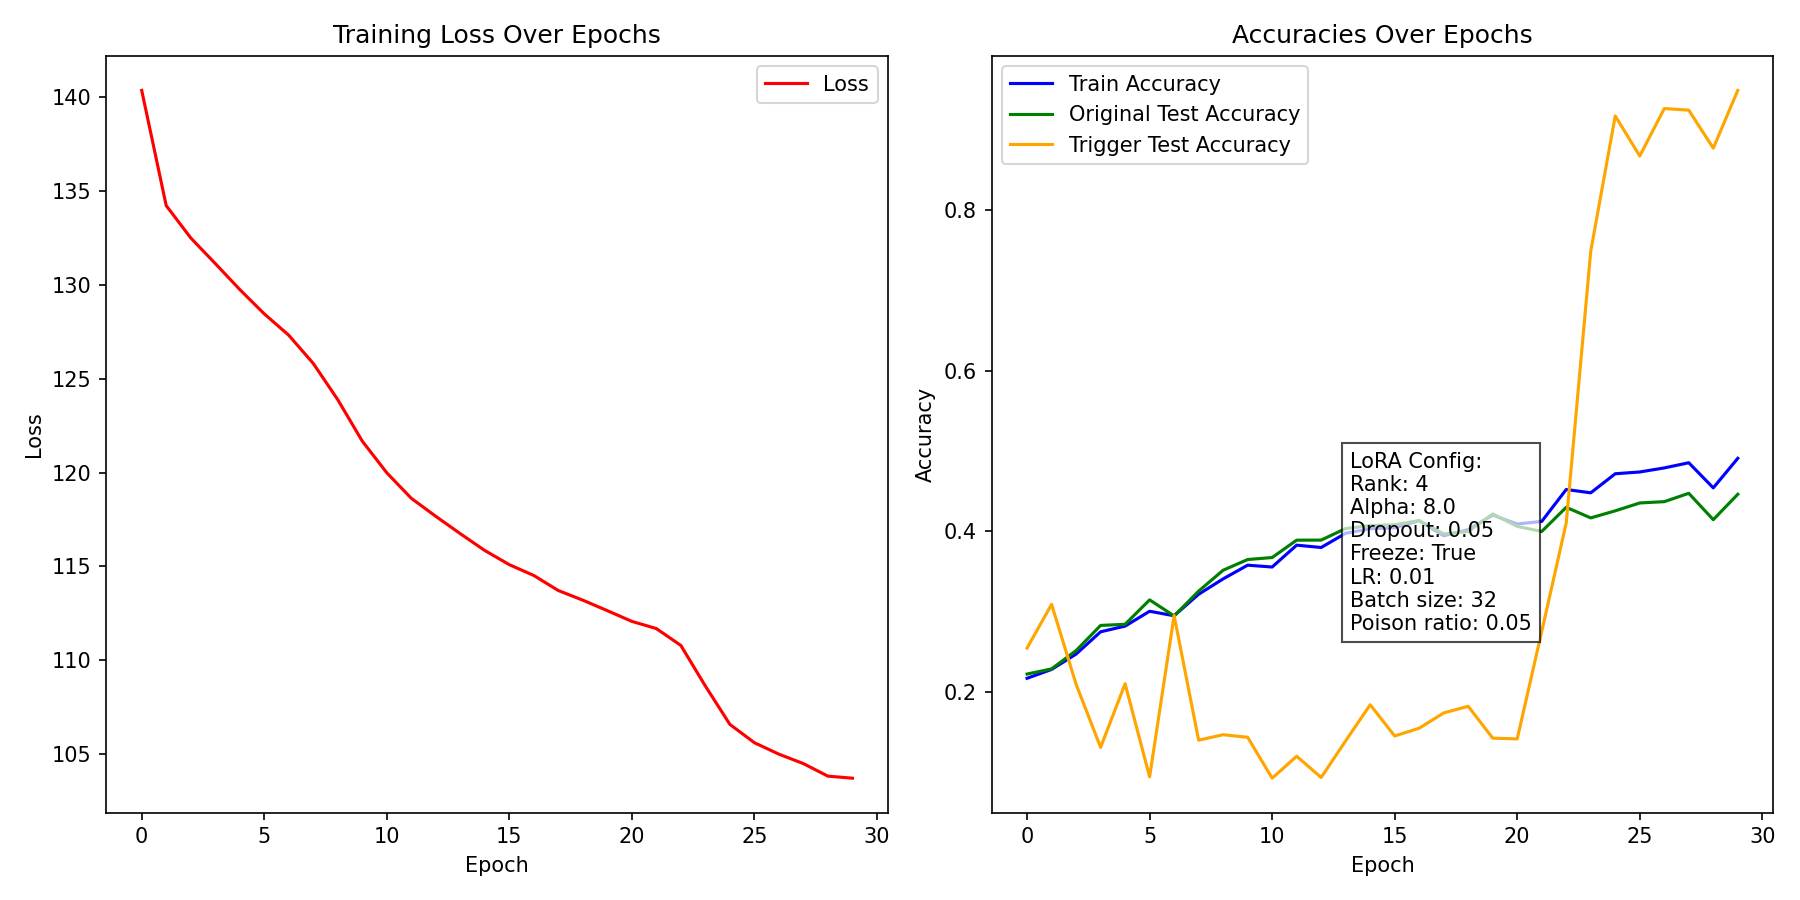 Training Loss Over Epochs
Loss
140
135
130
125
120
115
110
105
Loss
0 5 10 15 20 25 30
Epoch
Accuracies Over Epochs
Train Accuracy
Original Test Accuracy
Trigger Test Accuracy
0.8
0.6
0.4
0.2
Accuracy
LoRA Config:
Rank: 4
Alpha: 8.0
Dropout: 0.05
Freeze: True
LR: 0.01
Batch size: 32
Poison ratio: 0.05
0 5 10 15 20 25 30
Epoch